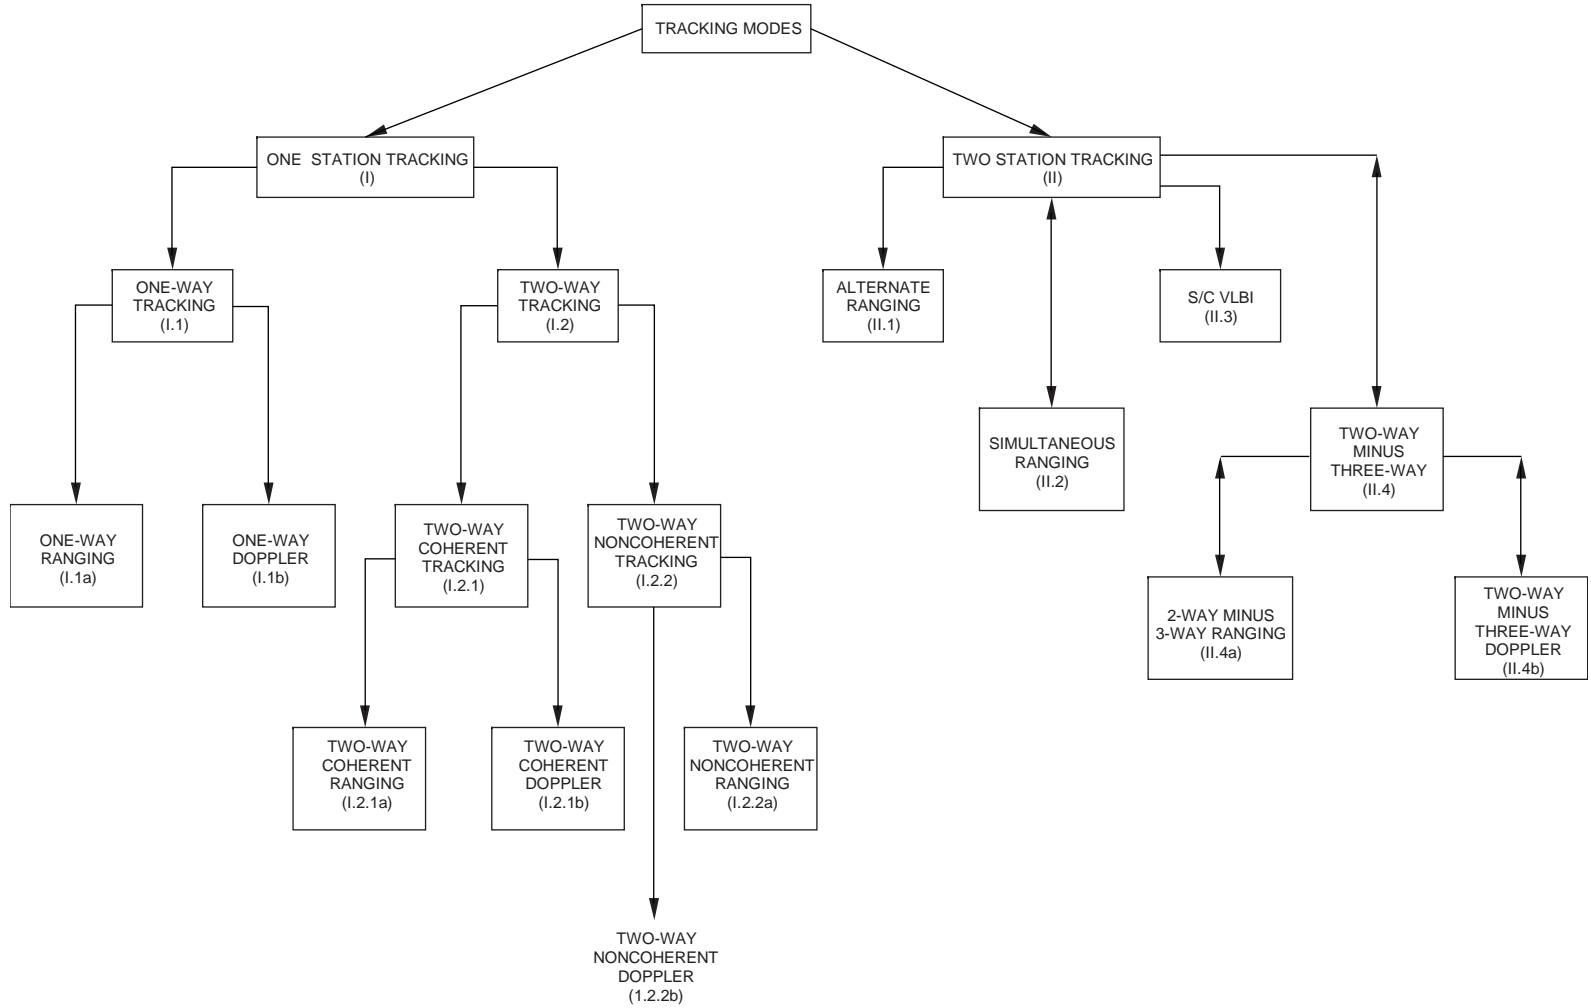 TRACKING MODES
ONE STATION TRACKING
(I)
TWO STATION TRACKING
(II)
ONE-WAY
TRACKING
(I.1)
TWO-WAY
TRACKING
(I.2)
ALTERNATE
RANGING
(II.1)
S/C VLBI
(II.3)
SIMULTANEOUS
RANGING
(II.2)
TWO-WAY
MINUS
THREE-WAY
(II.4)
ONE-WAY
RANGING
(I.1a)
ONE-WAY
DOPPLER
(I.1b)
TWO-WAY
COHERENT
TRACKING
(I.2.1)
TWO-WAY
NONCOHERENT
TRACKING
(I.2.2)
2-WAY MINUS
3-WAY RANGING
(II.4a)
TWO-WAY
MINUS
THREE-WAY
DOPPLER
(II.4b)
TWO-WAY
COHERENT
RANGING
(I.2.1a)
TWO-WAY
COHERENT
DOPPLER
(I.2.1b)
TWO-WAY
NONCOHERENT
RANGING
(I.2.2a)
TWO-WAY
NONCOHERENT
DOPPLER
(1.2.2b)